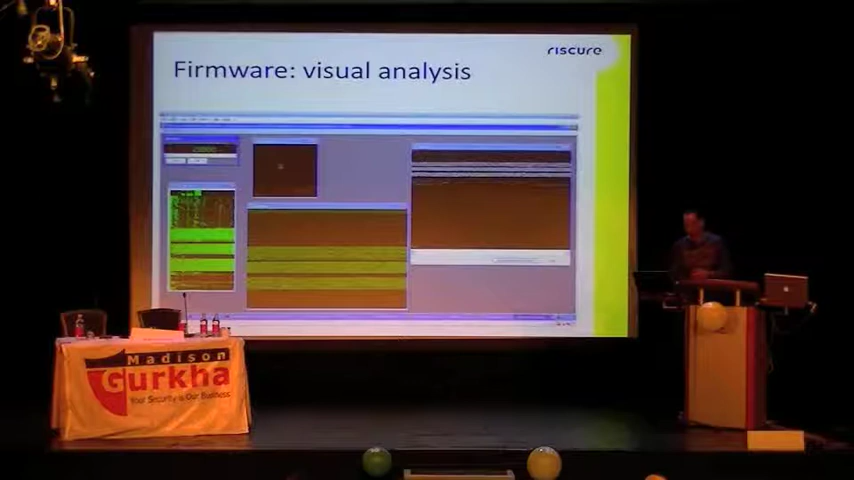 riscure
Firmware: visual analysis
Madison
Gurkha
Your Security is Our Business